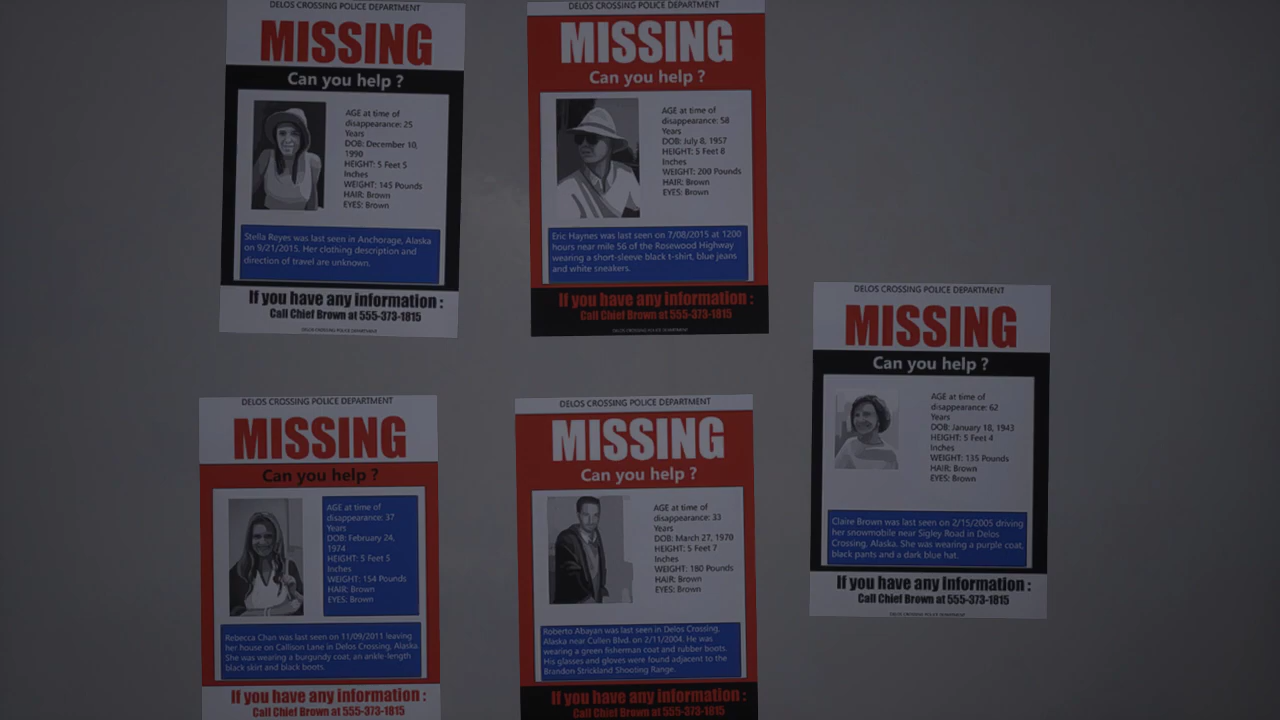 DELOS CROSSING POLICE DEPARTMENT
MISSING
Can you help ?
AGE at time of
disappearance: 25
Years
DOB: December 10,
1990
HEIGHT: 5 Feet 5
Inches
WEIGHT: 145 Pounds
HAIR: Brown
EYES: Brown
Stella Reyes was last seen in Anchorage, Alaska
on 9/21/2015. Her clothing description and
direction of travel are unknown.
If you have any information :
Call Chief Brown at 555-373-1815
DELOS CROSSING POLICE DEPARTMENT
DELOS CROSSING POLICE DEPARTMENT
MISSING
Can you help ?
AGE at time of
disappearance: 58
Years
DOB: July 8, 1957
HEIGHT: 5 Feet 8
Inches
WEIGHT: 200 Pounds
HAIR: Brown
EYES: Brown
Eric Haynes was last seen on 7/08/2015 at 1200
hours near mile 56 of the Rosewood Highway
wearing a short-sleeve black t-shirt, blue jeans
and white sneakers.
If you have any information :
Call Chief Brown at 555-373-1815
DELOS CROSSING POLICE DEPARTMENT
DELOS CROSSING POLICE DEPARTMENT
MISSING
Can you help ?
AGE at time of
disappearance: 62
Years
DOB: January 18, 1943
HEIGHT: 5 Feet 4
Inches
WEIGHT: 135 Pounds
HAIR: Brown
EYES: Brown
Claire Brown was last seen on 2/15/2005 driving
her snowmobile near Sigley Road in Delos
Crossing, Alaska. She was wearing a purple coat,
black pants and a dark blue hat.
If you have any information :
Call Chief Brown at 555-373-1815
DELOS CROSSING POLICE DEPARTMENT
DELOS CROSSING POLICE DEPARTMENT
MISSING
Can you help ?
AGE at time of
disappearance: 37
Years
DOB: February 24,
1974
HEIGHT: 5 Feet 5
Inches
WEIGHT: 154 Pounds
HAIR: Brown
EYES: Brown
Rebecca Chan was last seen on 11/09/2011 leaving
her house on Callison Lane in Delos Crossing, Alaska.
She was wearing a burgundy coat, an ankle-length
black skirt and black boots.
If you have any information :
Call Chief Brown at 555-373-1815
DELOS CROSSING POLICE DEPARTMENT
MISSING
Can you help ?
AGE at time of
disappearance: 33
Years
DOB: March 27, 1970
HEIGHT: 5 Feet 7
Inches
WEIGHT: 180 Pounds
HAIR: Brown
EYES: Brown
Roberto Abayan was last seen in Delos Crossing,
Alaska near Cullen Blvd. on 2/11/2004. He was
wearing a green fisherman coat and rubber boots.
His glasses and gloves were found adjacent to the
Brandon Strickland Shooting Range.
If you have any information :
Call Chief Brown at 555-373-1815